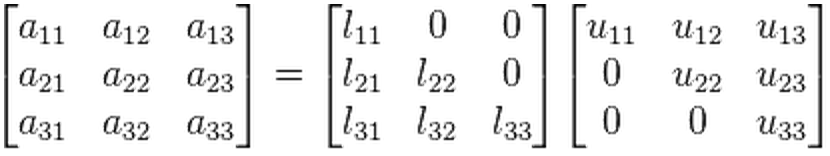 a₁₁ a₁₂ a₁₃ l₁₁ 0 0 u₁₁ u₁₂ u₁₃
a₂₁ a₂₂ a₂₃ = l₂₁ l₂₂ 0 0 u₂₂ u₂₃
a₃₁ a₃₂ a₃₃ l₃₁ l₃₂ l₃₃ 0 0 u₃₃